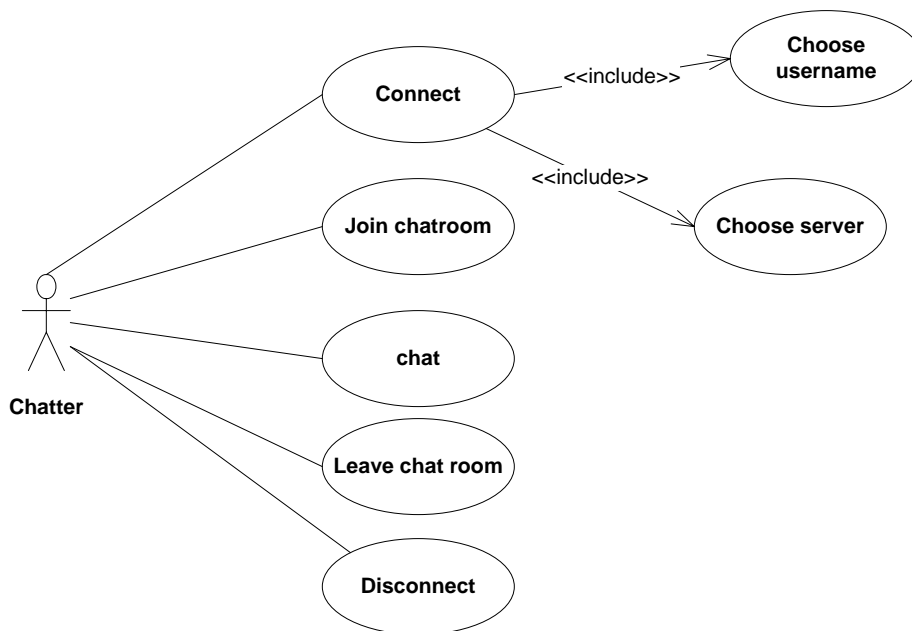 Choose
username
Connect
<<include>>
<<include>>
Join chatroom
Choose server
chat
Chatter
Leave chat room
Disconnect